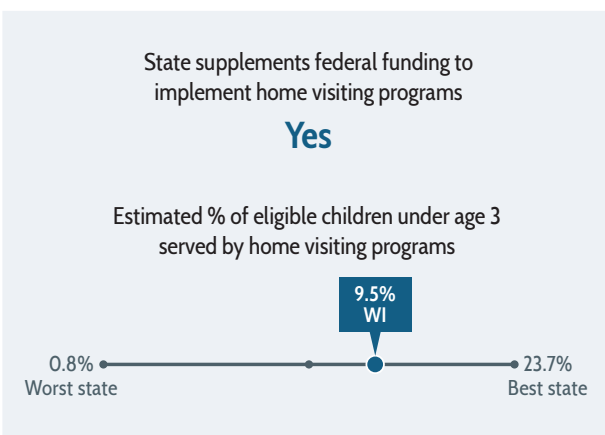 State supplements federal funding to
implement home visiting programs
Yes
Estimated % of eligible children under age 3
served by home visiting programs
9.5%
WI
0.8%
Worst state
23.7%
Best state